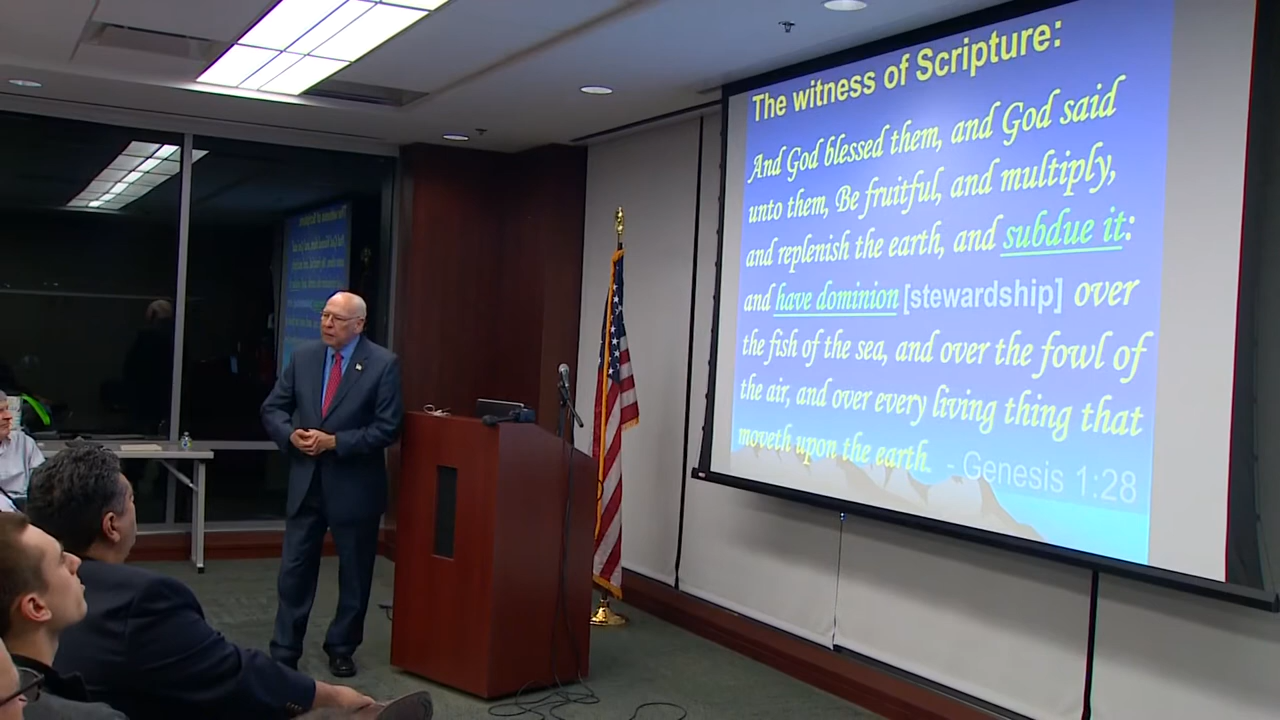 The witness of Scripture:
And God blessed them, and God said
unto them, Be fruitful, and multiply,
and replenish the earth, and subdue it:
and have dominion [stewardship] over
the fish of the sea, and over the fowl of
the air, and over every living thing that
moveth upon the earth. - Genesis 1:28